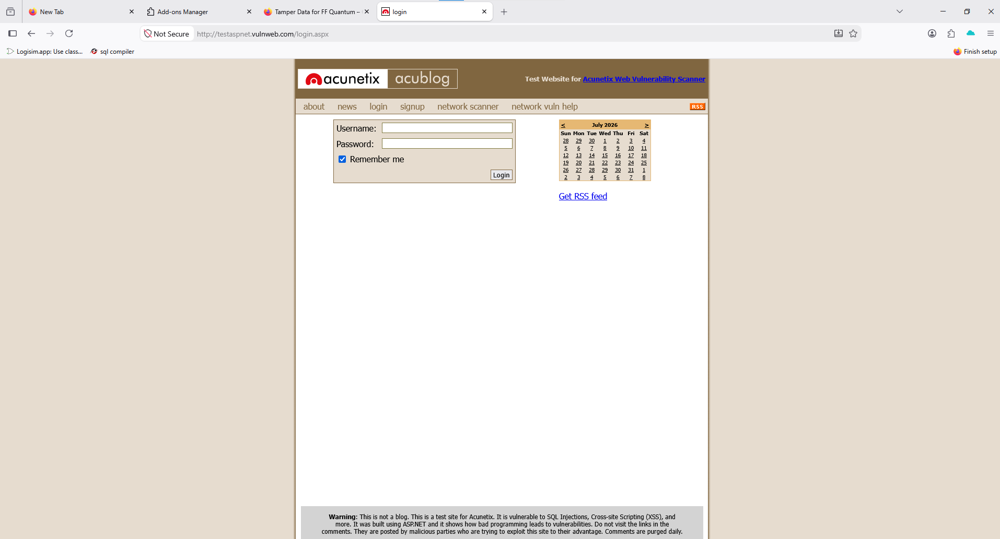 New Tab
Add-ons Manager
Tamper Data for FF Quantum –
login
Not Secure http://testaspnet.vulnweb.com/login.aspx
Logisim.app: Use class... sql compiler Finish setup
acunetix acublog
Test Website for Acunetix Web Vulnerability Scanner
about news login signup network scanner network vuln help RSS
Username:
Password:
Remember me
Login
< July 2026 >
Sun Mon Tue Wed Thu Fri Sat
28 29 30 1 2 3 4
5 6 7 8 9 10 11
12 13 14 15 16 17 18
19 20 21 22 23 24 25
26 27 28 29 30 31 1
2 3 4 5 6 7 8
Get RSS feed
Warning: This is not a blog. This is a test site for Acunetix. It is vulnerable to SQL Injections, Cross-site Scripting (XSS), and
more. It was built using ASP.NET and it shows how bad programming leads to vulnerabilities. Do not visit the links in the
comments. They are posted by malicious parties who are trying to exploit this site to their advantage. Comments are purged daily.